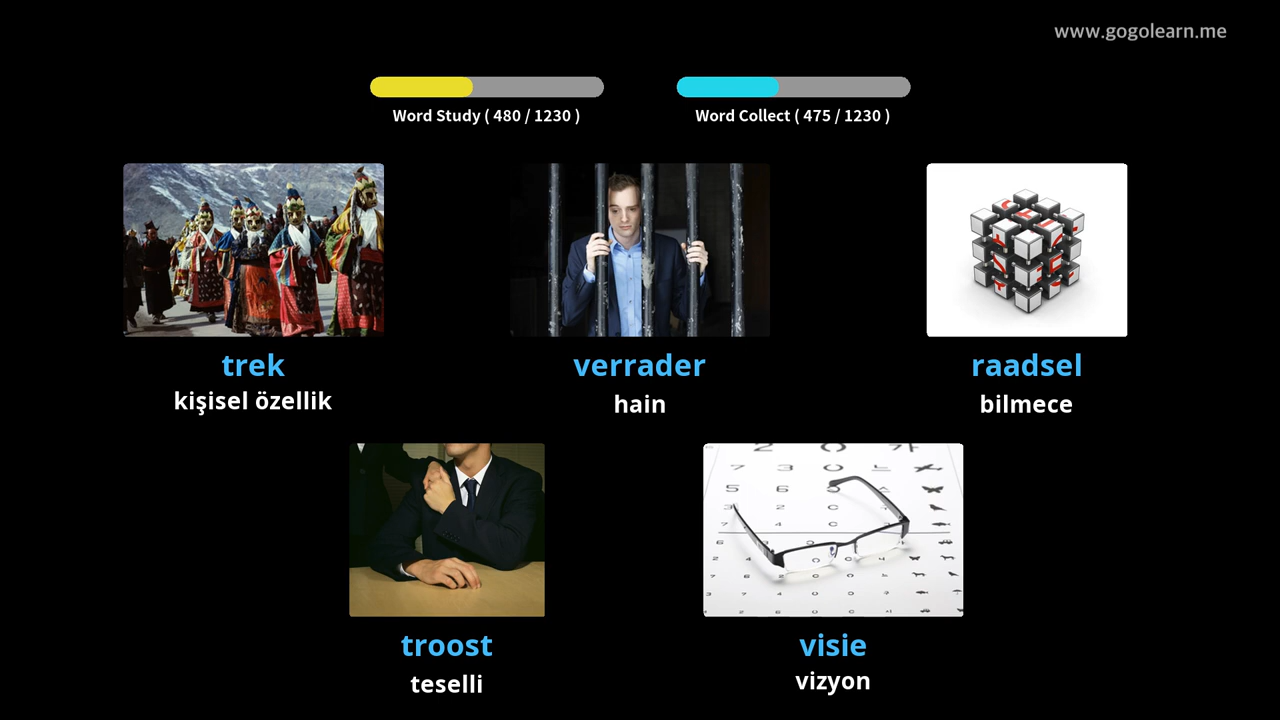 www.gogolearn.me
Word Study ( 480 / 1230 )
Word Collect ( 475 / 1230 )
trek
kişisel özellik
verrader
hain
raadsel
bilmece
troost
teselli
visie
vizyon